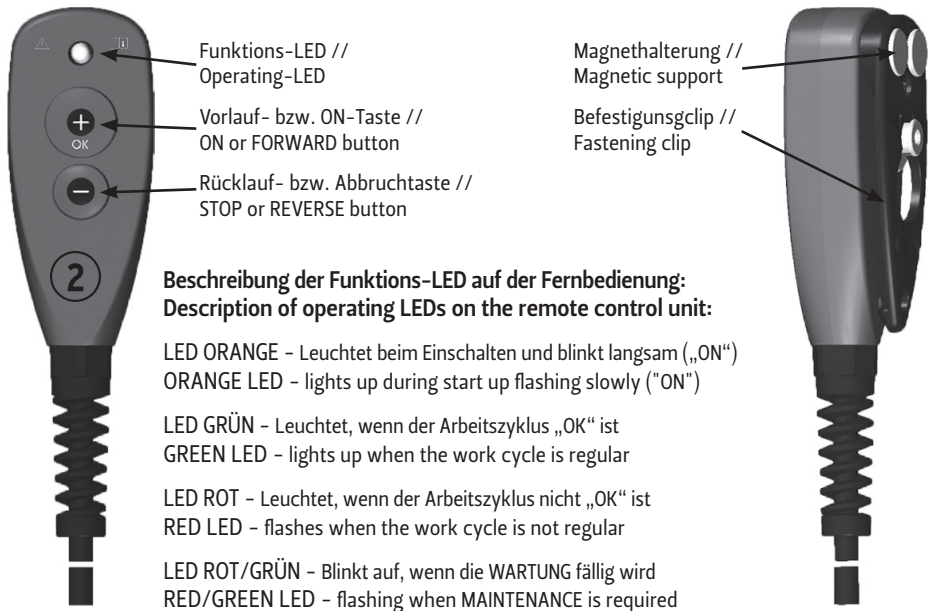 Funktions-LED //
Operating-LED
Vorlauf- bzw. ON-Taste //
ON or FORWARD button
Rücklauf- bzw. Abbruchtaste //
STOP or REVERSE button
Magnethalterung //
Magnetic support
Befestigunsgclip //
Fastening clip
+
OK
−
2
Beschreibung der Funktions-LED auf der Fernbedienung:
Description of operating LEDs on the remote control unit:
LED ORANGE – Leuchtet beim Einschalten und blinkt langsam („ON“)
ORANGE LED – lights up during start up flashing slowly ("ON")
LED GRÜN – Leuchtet, wenn der Arbeitszyklus „OK“ ist
GREEN LED – lights up when the work cycle is regular
LED ROT – Leuchtet, wenn der Arbeitszyklus nicht „OK“ ist
RED LED – flashes when the work cycle is not regular
LED ROT/GRÜN – Blinkt auf, wenn die WARTUNG fällig wird
RED/GREEN LED – flashing when MAINTENANCE is required